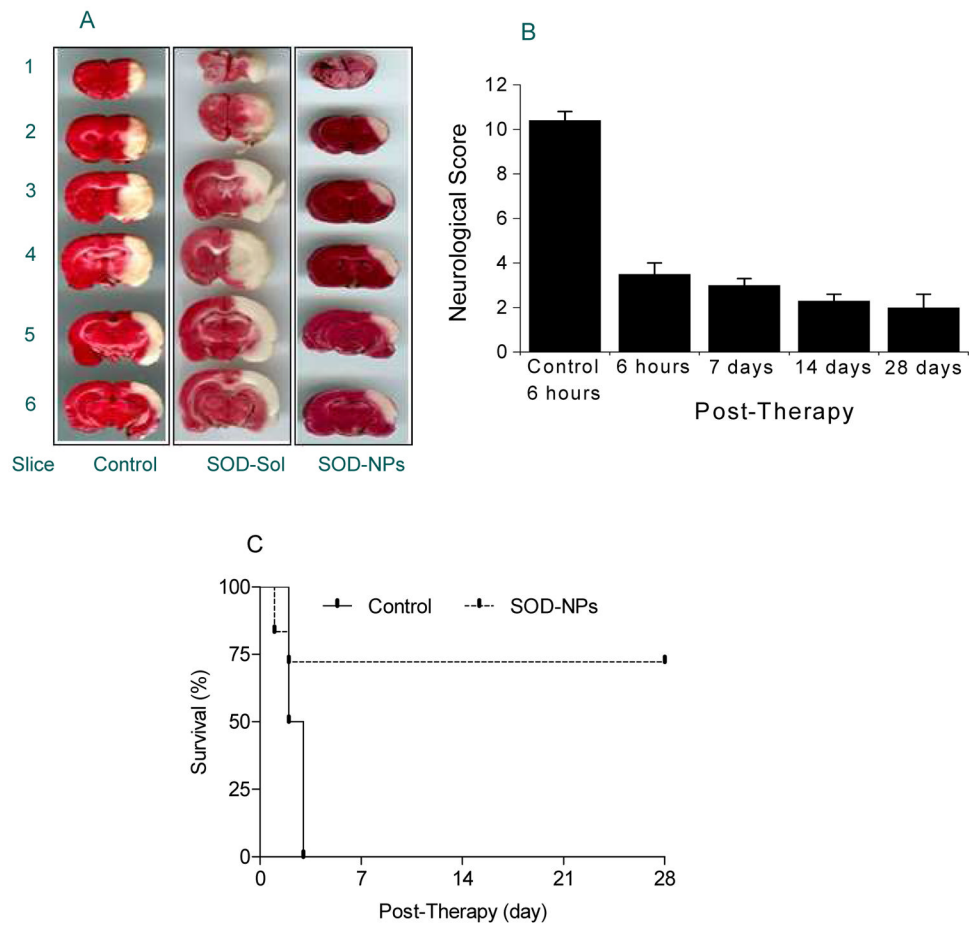 A
1
2
3
4
5
6
Slice Control SOD-Sol SOD-NPs
B
Neurological Score
12
10
8
6
4
2
0
Control 6 hours 7 days 14 days 28 days
6 hours
Post-Therapy
C
Control SOD-NPs
Survival (%)
100
75
50
25
0
0 7 14 21 28
Post-Therapy (day)